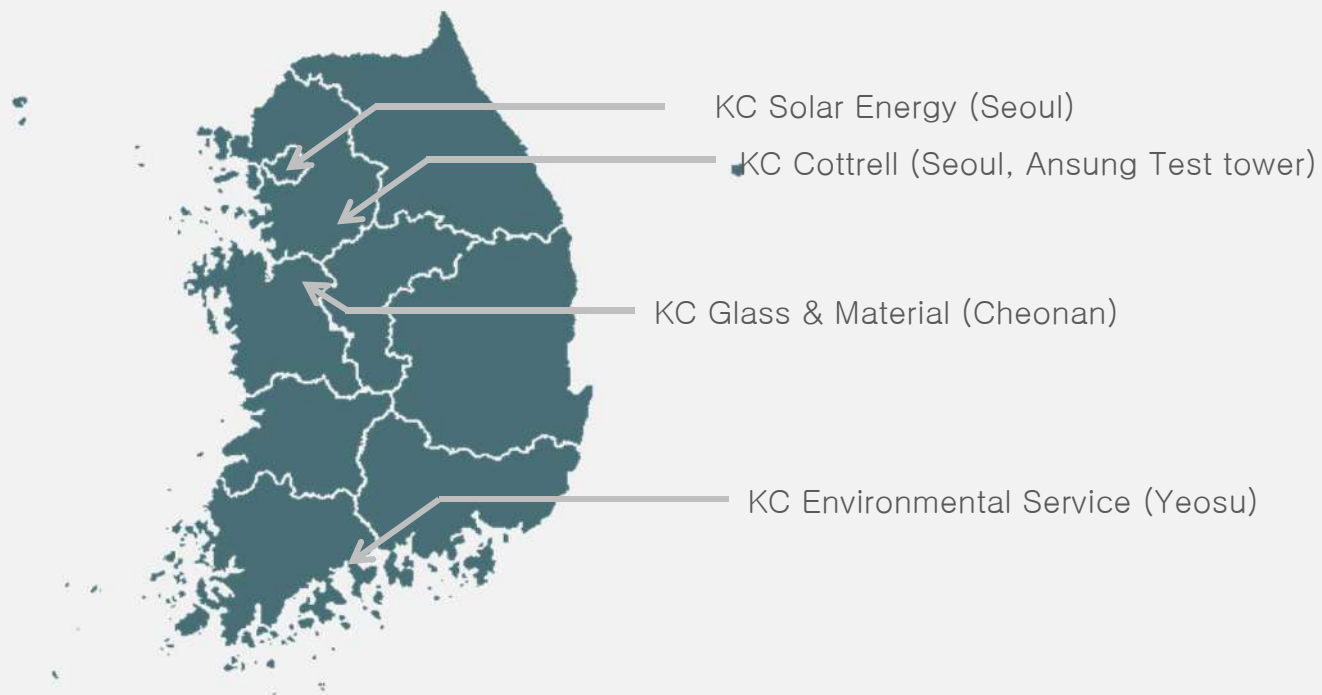 KC Solar Energy (Seoul)
KC Cottrell (Seoul, Ansung Test tower)
KC Glass & Material (Cheonan)
KC Environmental Service (Yeosu)